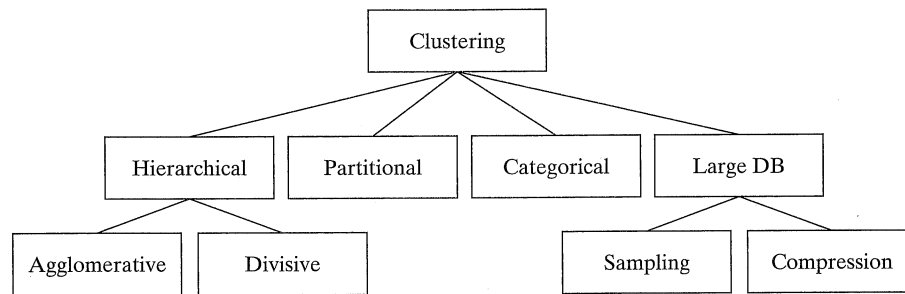 Clustering
Hierarchical
Partitional
Categorical
Large DB
Agglomerative
Divisive
Sampling
Compression